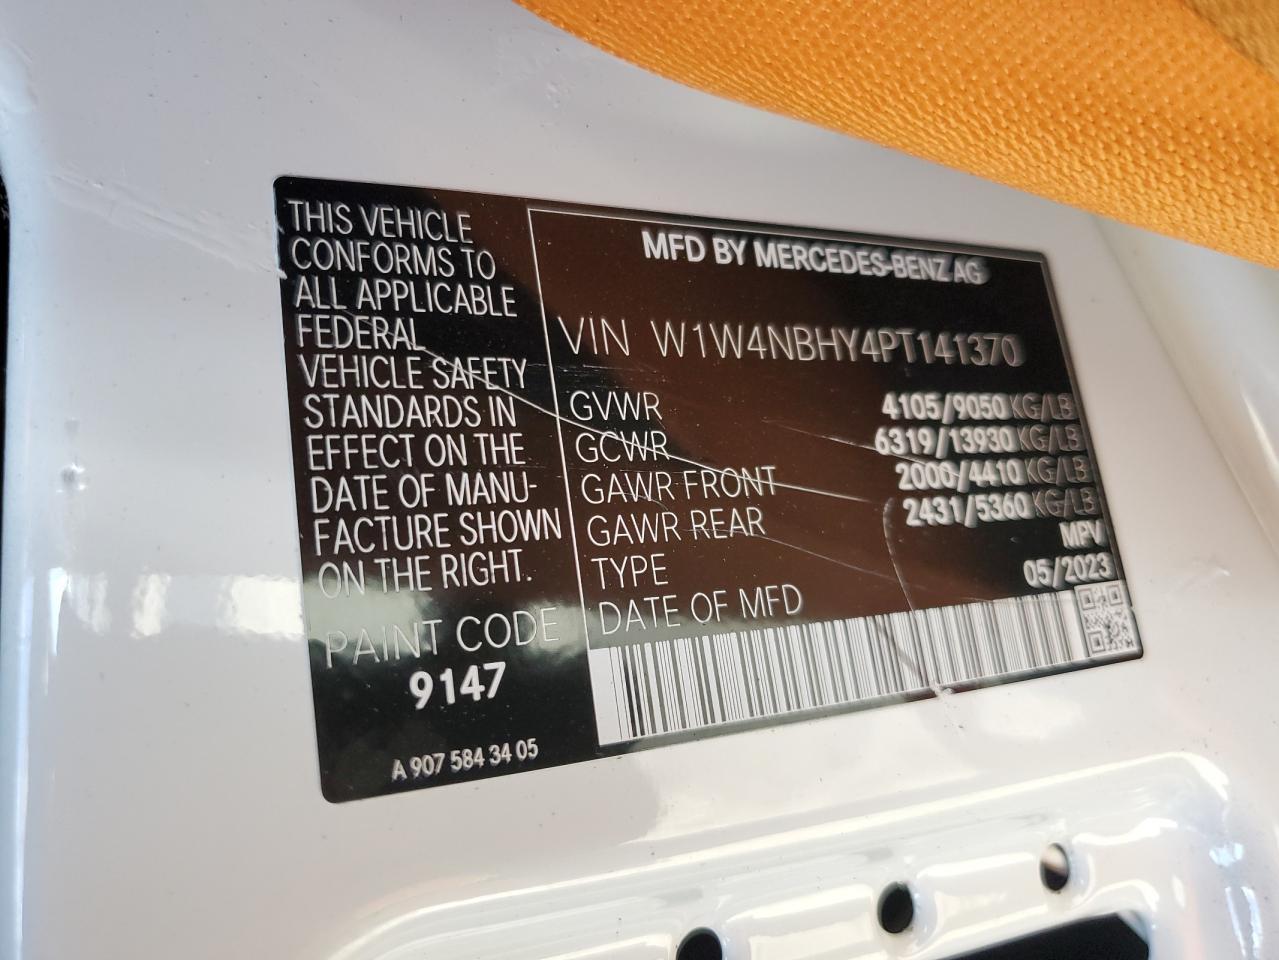 THIS VEHICLE
CONFORMS TO
ALL APPLICABLE
FEDERAL
VEHICLE SAFETY
STANDARDS IN
EFFECT ON THE
DATE OF MANU-
FACTURE SHOWN
ON THE RIGHT.
PAINT CODE
9147
A 907 584 34 05
MFD BY MERCEDES-BENZ AG
VIN W1W4NBHY4PT141370
GVWR 4105/9050 KG/LB
GCWR 6319/13930 KG/LB
GAWR FRONT 2000/4410 KG/LB
GAWR REAR 2431/5360 KG/LB
TYPE MPV
DATE OF MFD 05/2023